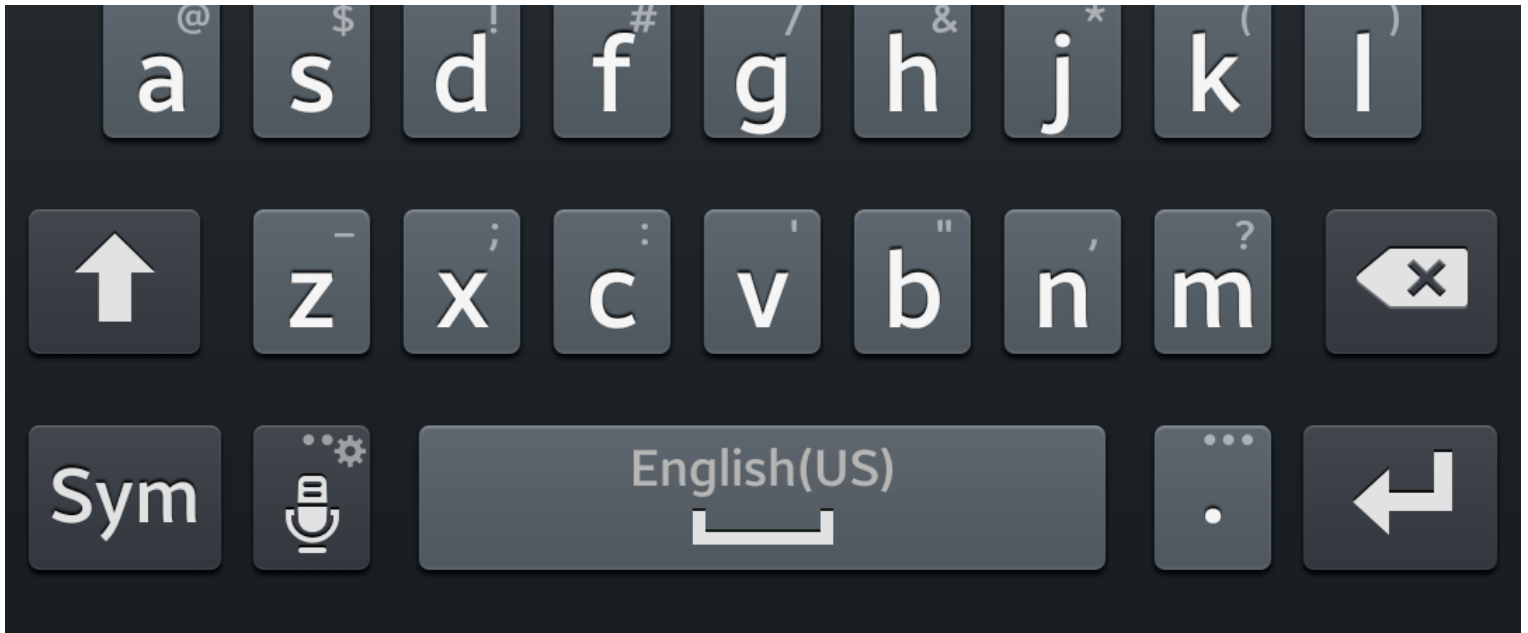 @ $ ! # / & * ( )
a s d f g h j k l
– ; : ' " , ?
z x c v b n m
English(US)
Sym .